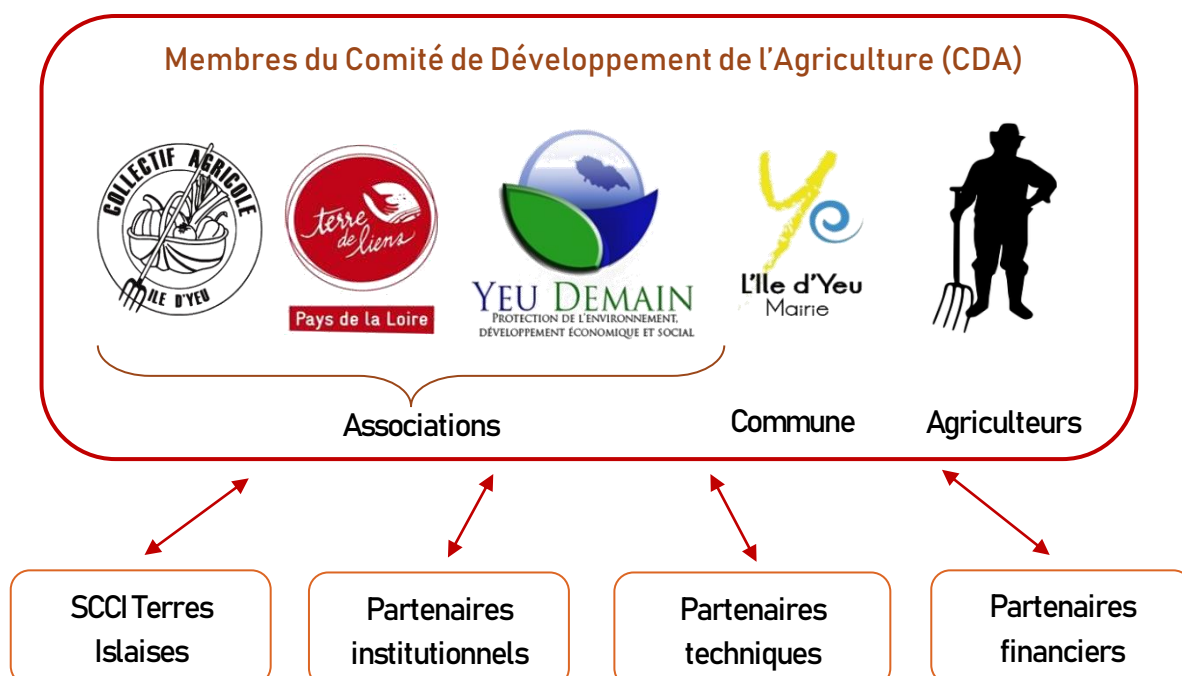 Membres du Comité de Développement de l’Agriculture (CDA)
COLLECTIF AGRICOLE
ILE D'YEU
terre
de liens
Pays de la Loire
YEU DEMAIN
PROTECTION DE L'ENVIRONNEMENT,
DÉVELOPPEMENT ÉCONOMIQUE ET SOCIAL
Ye
L'Ile d'Yeu
Mairie
Associations
Commune
Agriculteurs
SCCI Terres
Islaises
Partenaires
institutionnels
Partenaires
techniques
Partenaires
financiers